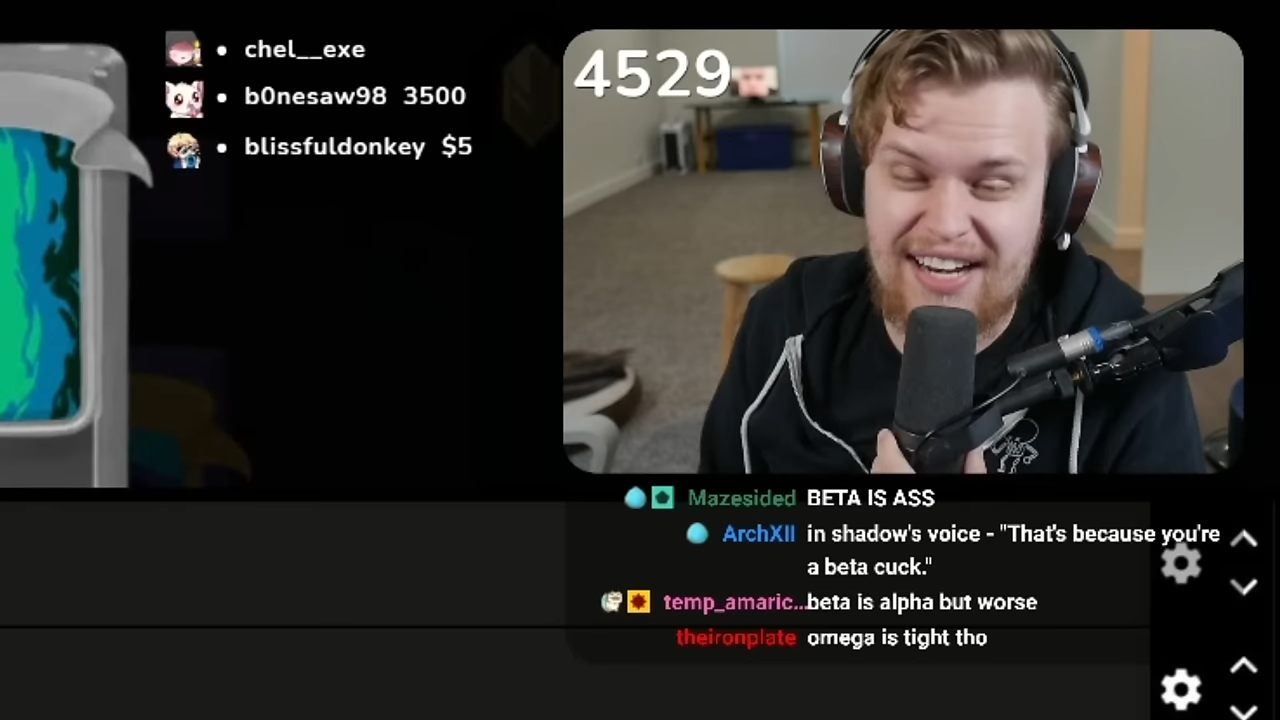 chel__exe
b0nesaw98 3500
blissfuldonkey $5
4529
Mazesided BETA IS ASS
ArchXII in shadow's voice - "That's because you're
a beta cuck."
temp_amaric... beta is alpha but worse
theironplate omega is tight tho